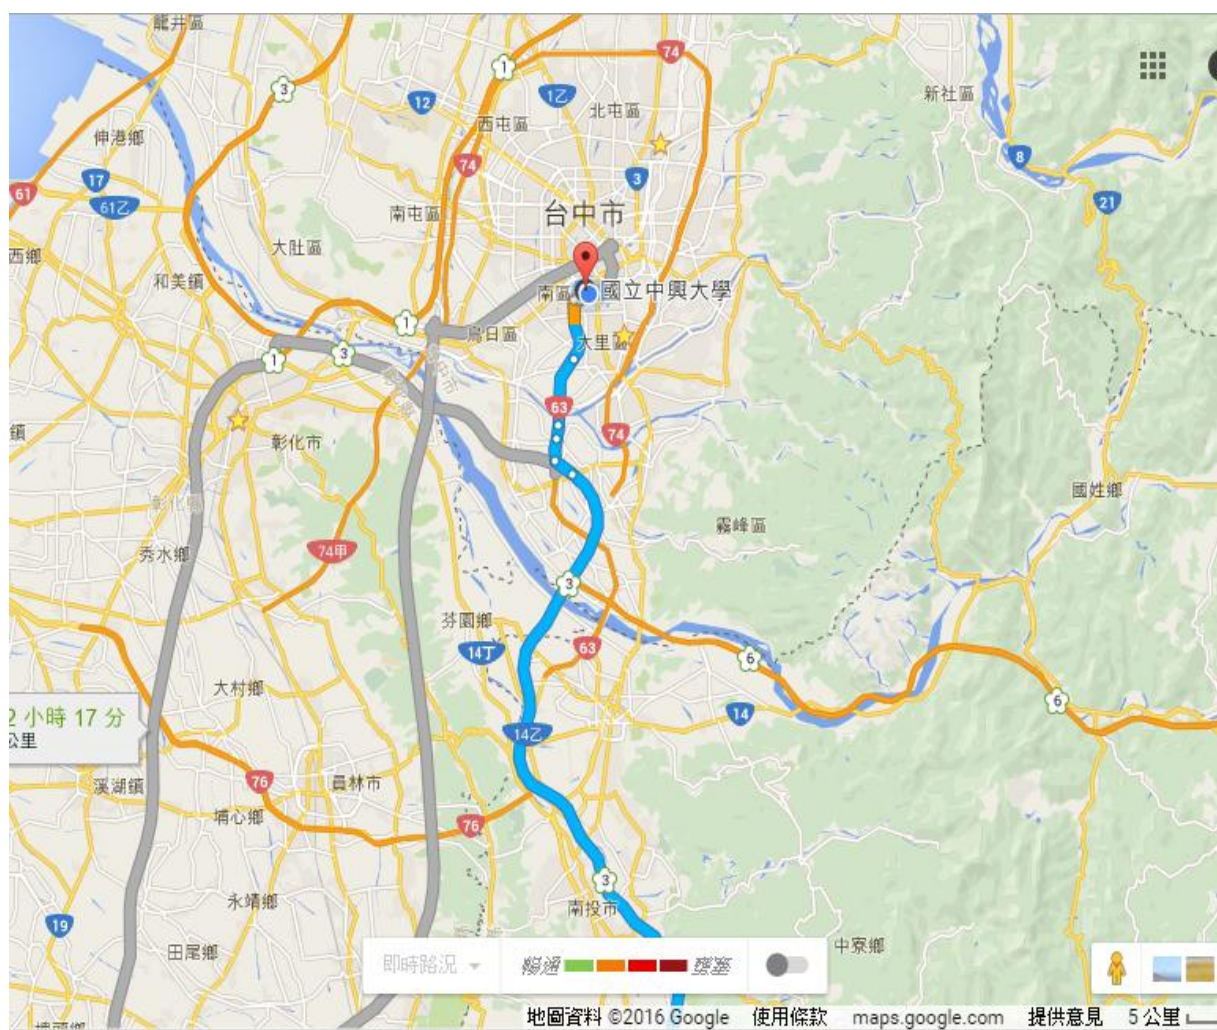 龍井區
74
1
3
1乙
新社區
12
北屯區
西屯區
伸港鄉
8
74
17
3
61
61乙
21
南屯區
台中市
大肚區
西鄉
和美鎮
南區
國立中興大學
1
烏日區
大里區
1
3
63
鎮
彰化市
74
國姓鄉
彰化縣
霧峰區
74甲
秀水鄉
3
芬園鄉
63
14丁
6
大村鄉
6
2 小時 17 分
14
14乙
公里
76
員林市
溪湖鎮
埔心鄉
76
3
永靖鄉
南投市
19
中寮鄉
田尾鄉
即時路況
暢通
壅塞
地圖資料 ©2016 Google
使用條款
maps.google.com
提供意見
5 公里
埤頭鄉